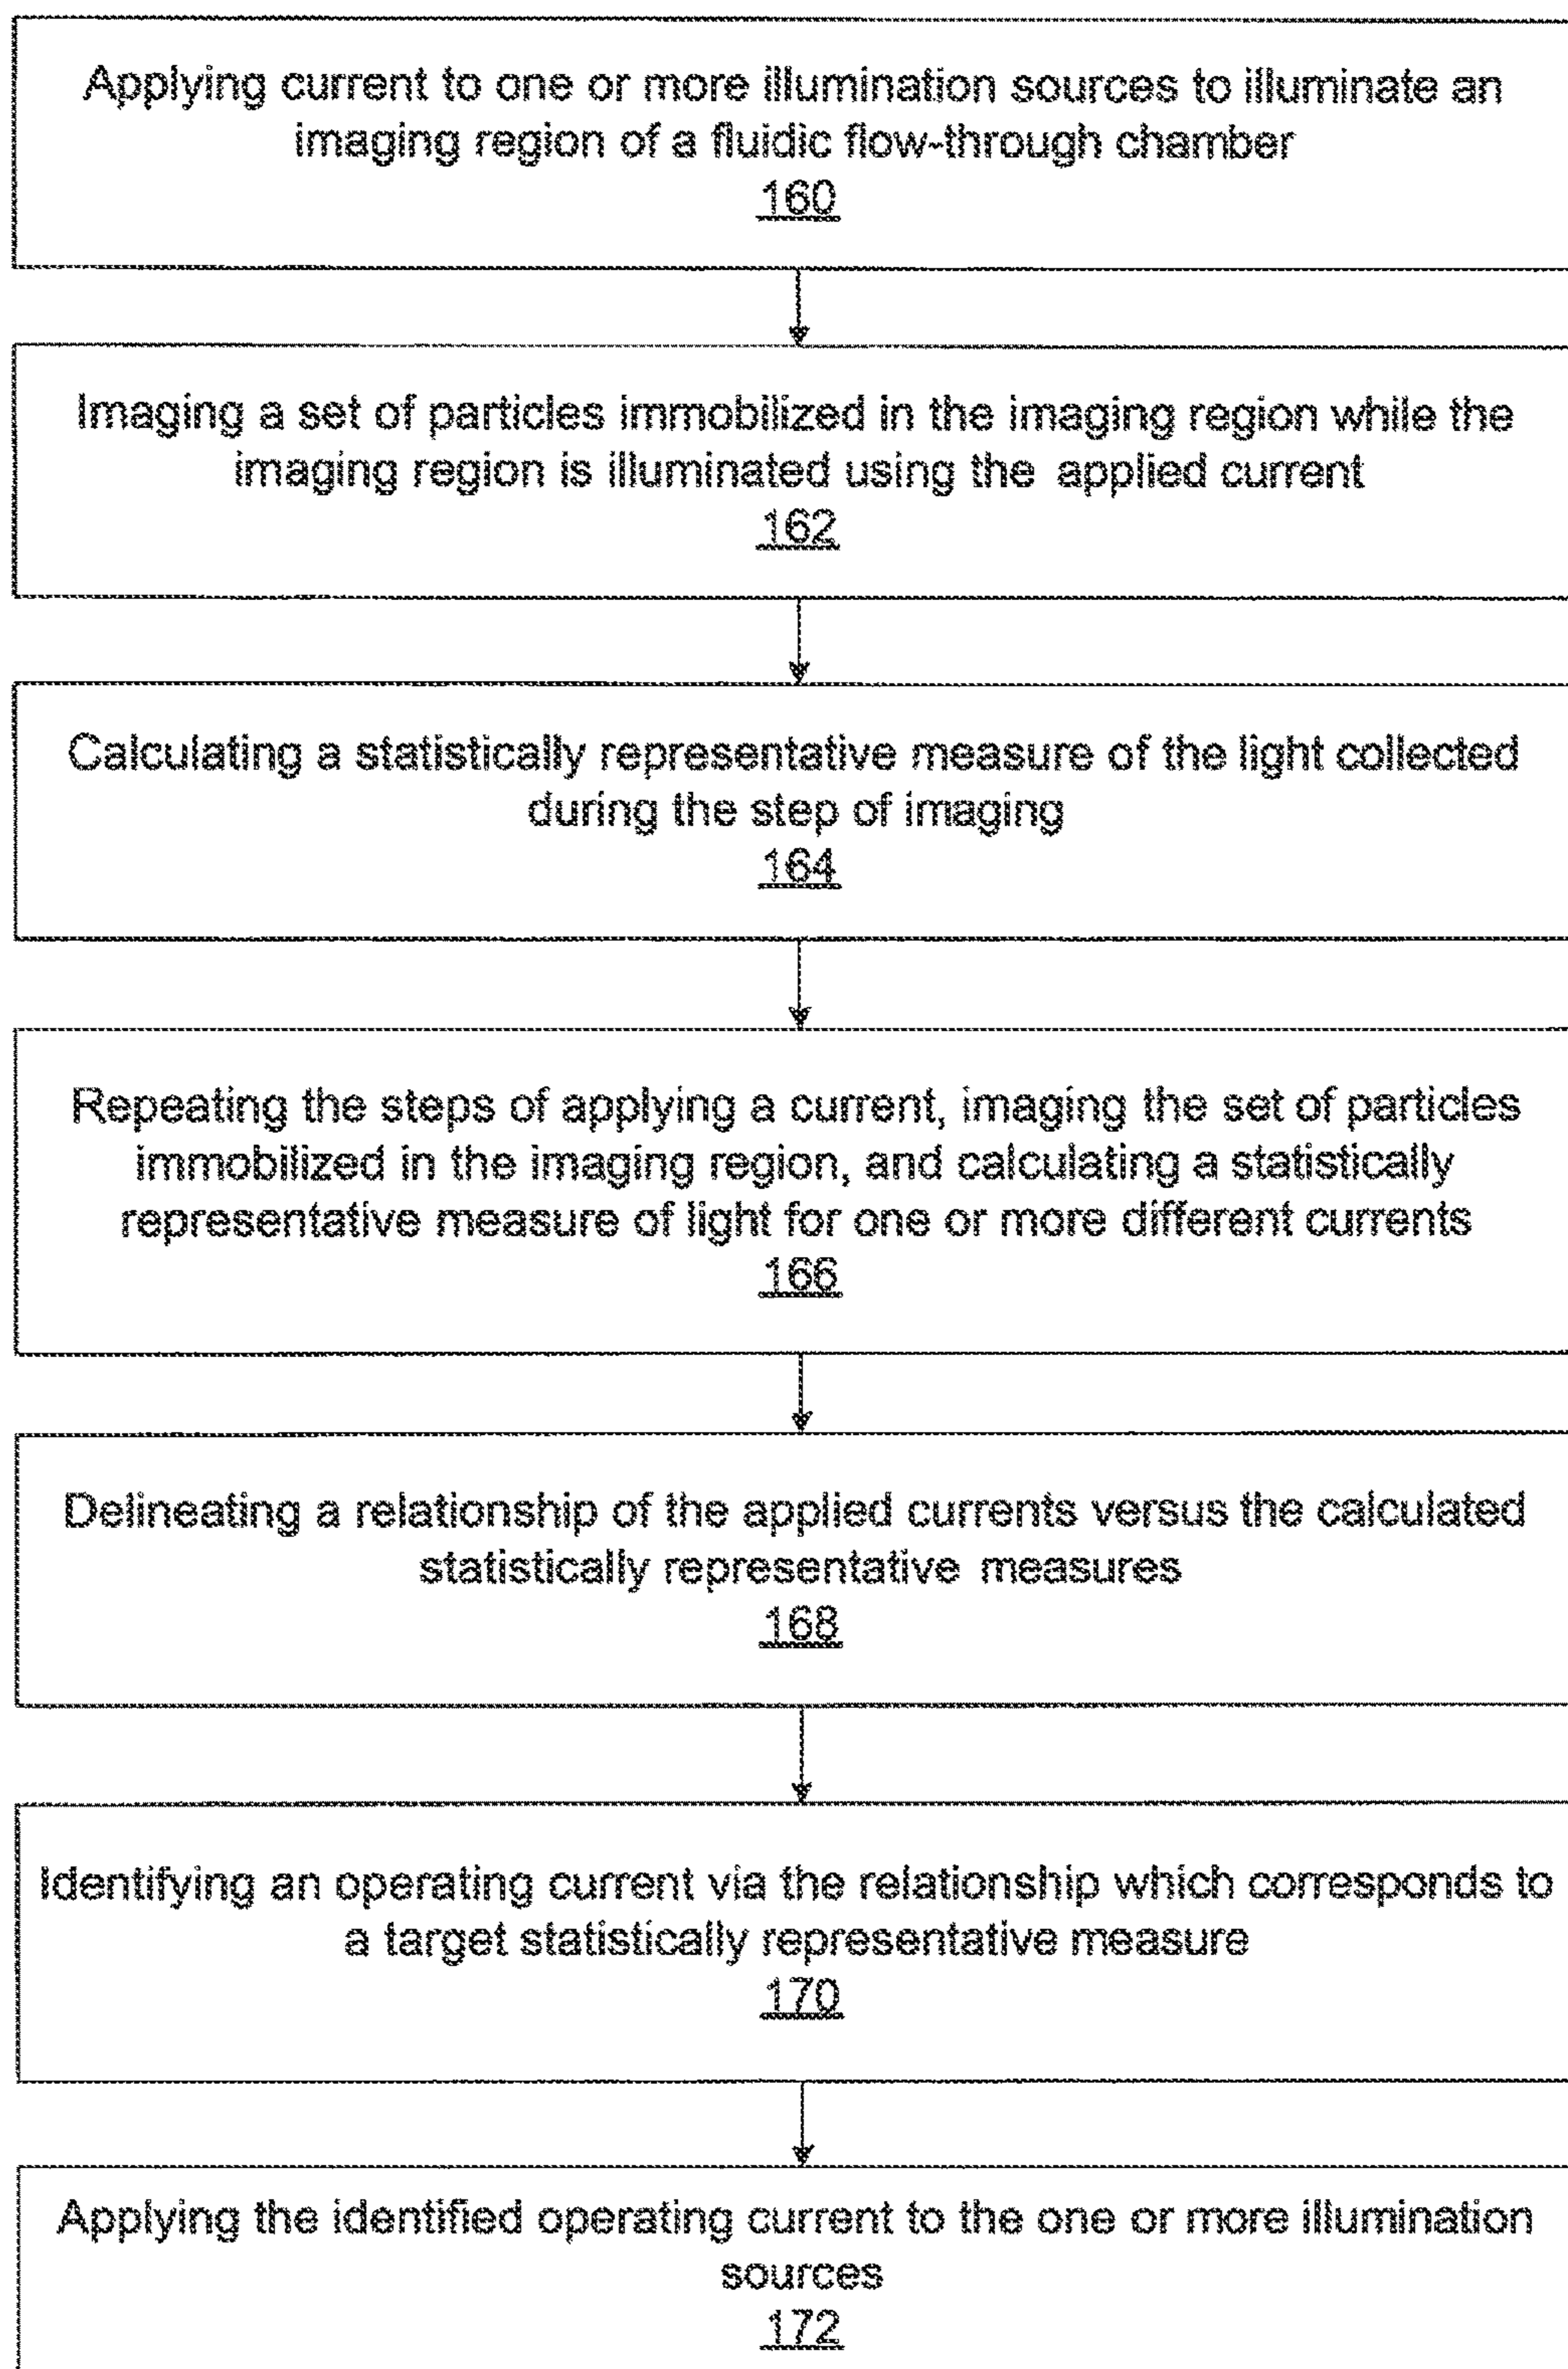 Applying current to one or more illumination sources to illuminate an
imaging region of a fluidic flow-through chamber
160
Imaging a set of particles immobilized in the imaging region while the
imaging region is illuminated using the applied current
162
Calculating a statistically representative measure of the light collected
during the step of imaging
164
Repeating the steps of applying a current, imaging the set of particles
immobilized in the imaging region, and calculating a statistically
representative measure of light for one or more different currents
166
Delineating a relationship of the applied currents versus the calculated
statistically representative measures
168
Identifying an operating current via the relationship which corresponds to
a target statistically representative measure
170
Applying the identified operating current to the one or more illumination
sources
172